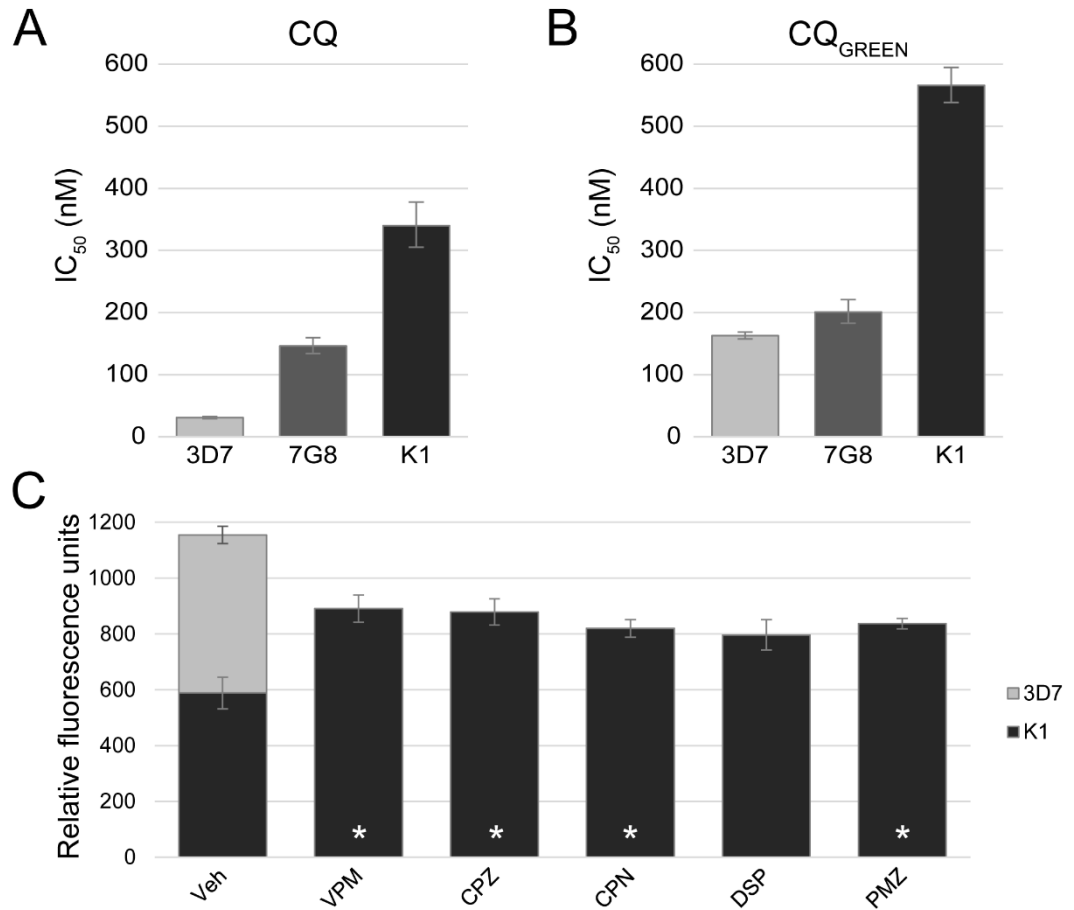 A
CQ
600
500
400
300
200
100
0
IC50 (nM)
3D7 7G8 K1
B
CQGREEN
600
500
400
300
200
100
0
IC50 (nM)
3D7 7G8 K1
C
1200
1000
800
600
400
200
0
Relative fluorescence units
* * * *
Veh VPM CPZ CPN DSP PMZ
3D7
K1